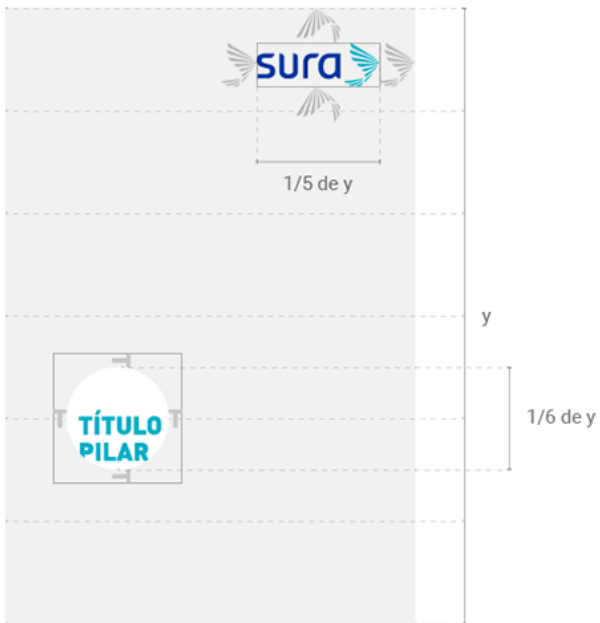 sura
1/5 de y
y
TÍTULO
PILAR
1/6 de y